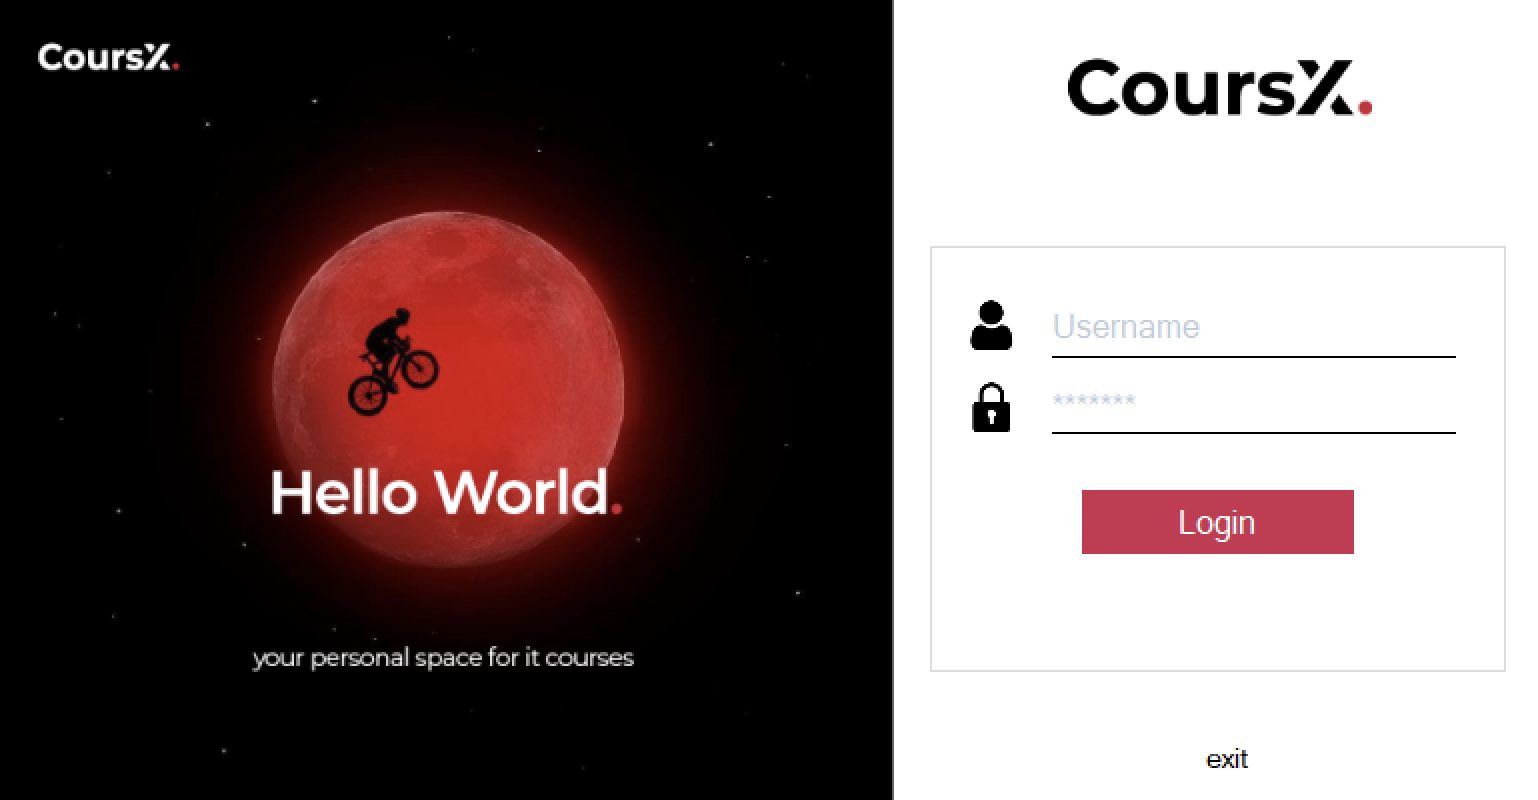 CoursX.
Hello World.
your personal space for it courses
CoursX.
Username
*******
Login
exit